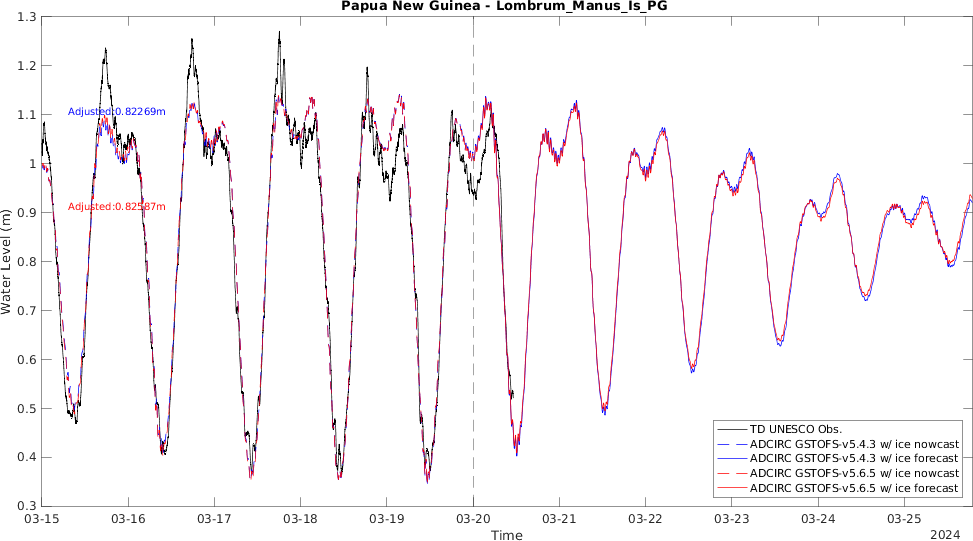 Papua New Guinea - Lombrum_Manus_Is_PG
1.3
1.2
1.1
1
0.9
0.8
0.7
0.6
0.5
0.4
0.3
Water Level (m)
Adjusted:0.82269m
Adjusted:0.82587m
TD UNESCO Obs.
ADCIRC GSTOFS-v5.4.3 w/ ice nowcast
ADCIRC GSTOFS-v5.4.3 w/ ice forecast
ADCIRC GSTOFS-v5.6.5 w/ ice nowcast
ADCIRC GSTOFS-v5.6.5 w/ ice forecast
03-15 03-16 03-17 03-18 03-19 03-20 03-21 03-22 03-23 03-24 03-25
Time
2024